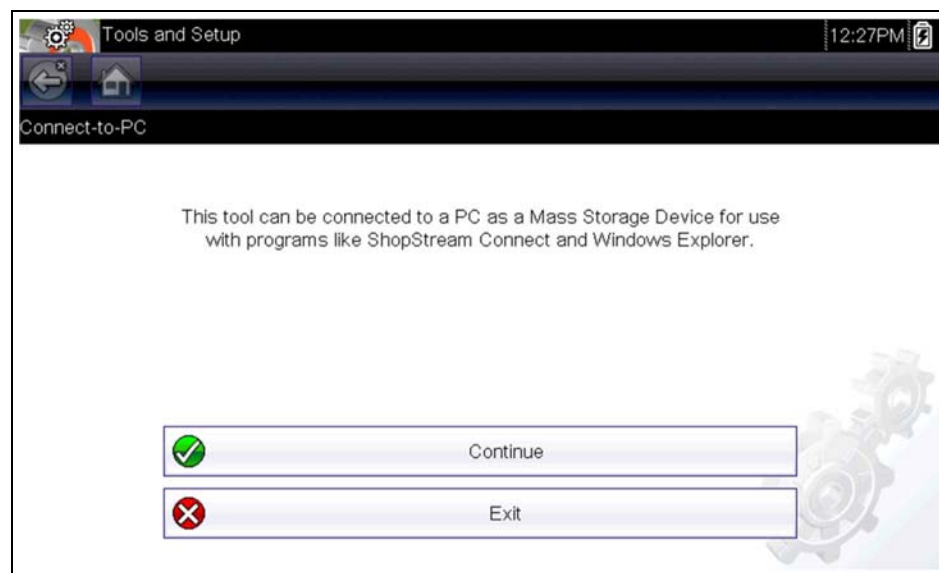 Tools and Setup
12:27PM
Connect-to-PC
This tool can be connected to a PC as a Mass Storage Device for use
with programs like ShopStream Connect and Windows Explorer.
Continue
Exit